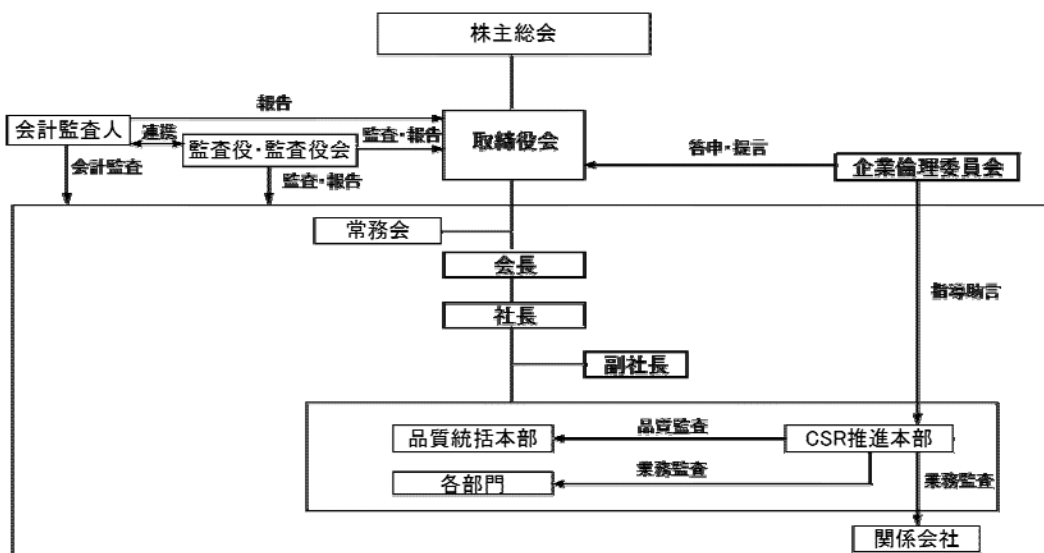 株主総会
報告
会計監査人
連携
監査役・監査役会
監査・報告
取締役会
答申・提言
企業倫理委員会
会計監査
監査・報告
常務会
会長
指導助言
社長
副社長
品質統括本部
品質監査
CSR推進本部
各部門
業務監査
業務監査
関係会社